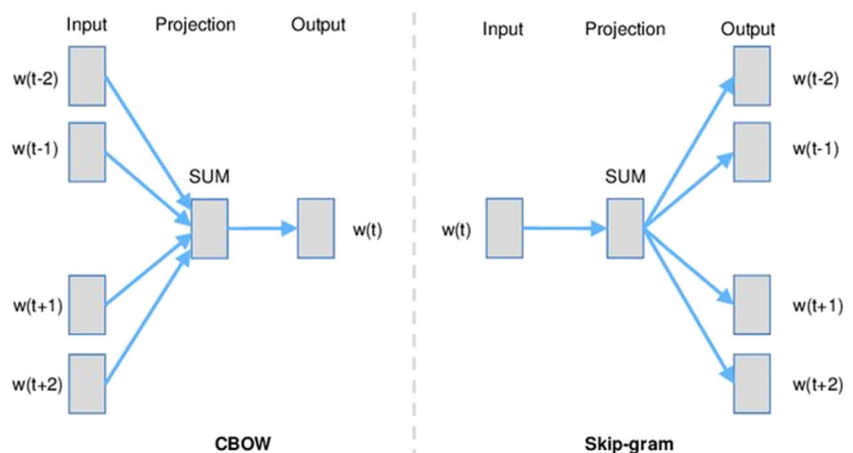 Input Projection Output
w(t-2)
w(t-1)
SUM
w(t)
w(t+1)
w(t+2)
CBOW
Input Projection Output
w(t-2)
w(t-1)
SUM
w(t)
w(t+1)
w(t+2)
Skip-gram